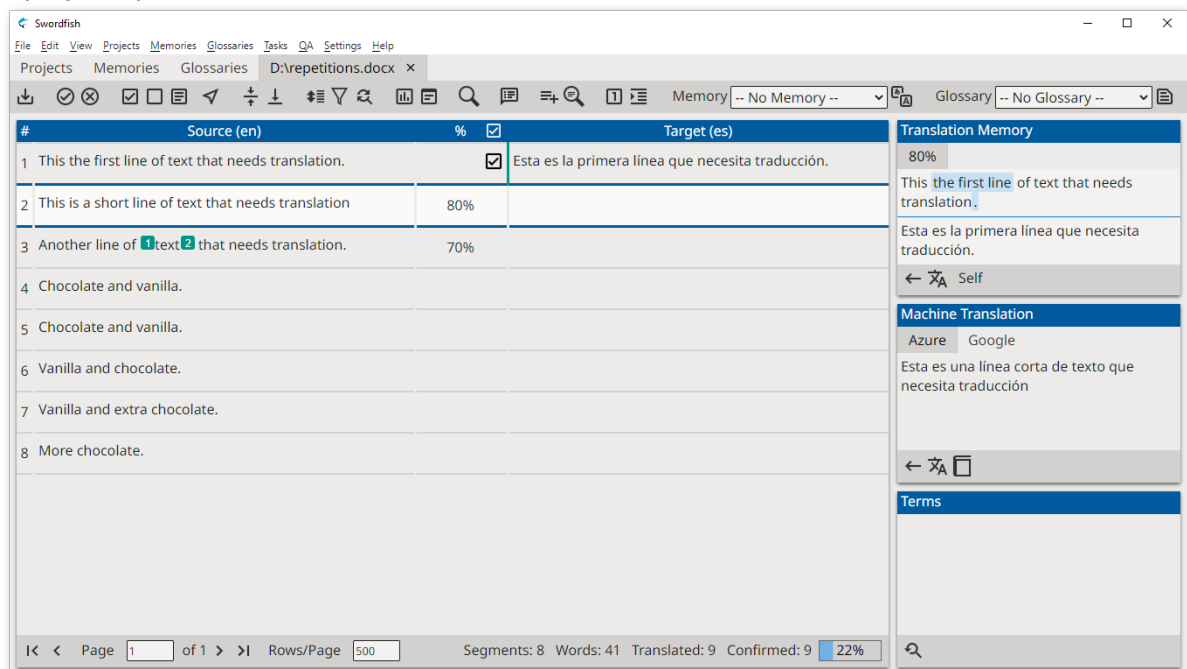 Swordfish
File Edit View Projects Memories Glossaries Tasks QA Settings Help
Projects Memories Glossaries D:\repetitions.docx ×
Memory -- No Memory -- Glossary -- No Glossary --
# Source (en) % Target (es)
1 This the first line of text that needs translation. Esta es la primera línea que necesita traducción.
2 This is a short line of text that needs translation 80%
3 Another line of 1text2 that needs translation. 70%
4 Chocolate and vanilla.
5 Chocolate and vanilla.
6 Vanilla and chocolate.
7 Vanilla and extra chocolate.
8 More chocolate.
Page 1 of 1 Rows/Page 500 Segments: 8 Words: 41 Translated: 9 Confirmed: 9 22%
Translation Memory
80%
This the first line of text that needs
translation.
Esta es la primera línea que necesita
traducción.
Self
Machine Translation
Azure Google
Esta es una línea corta de texto que
necesita traducción
Terms